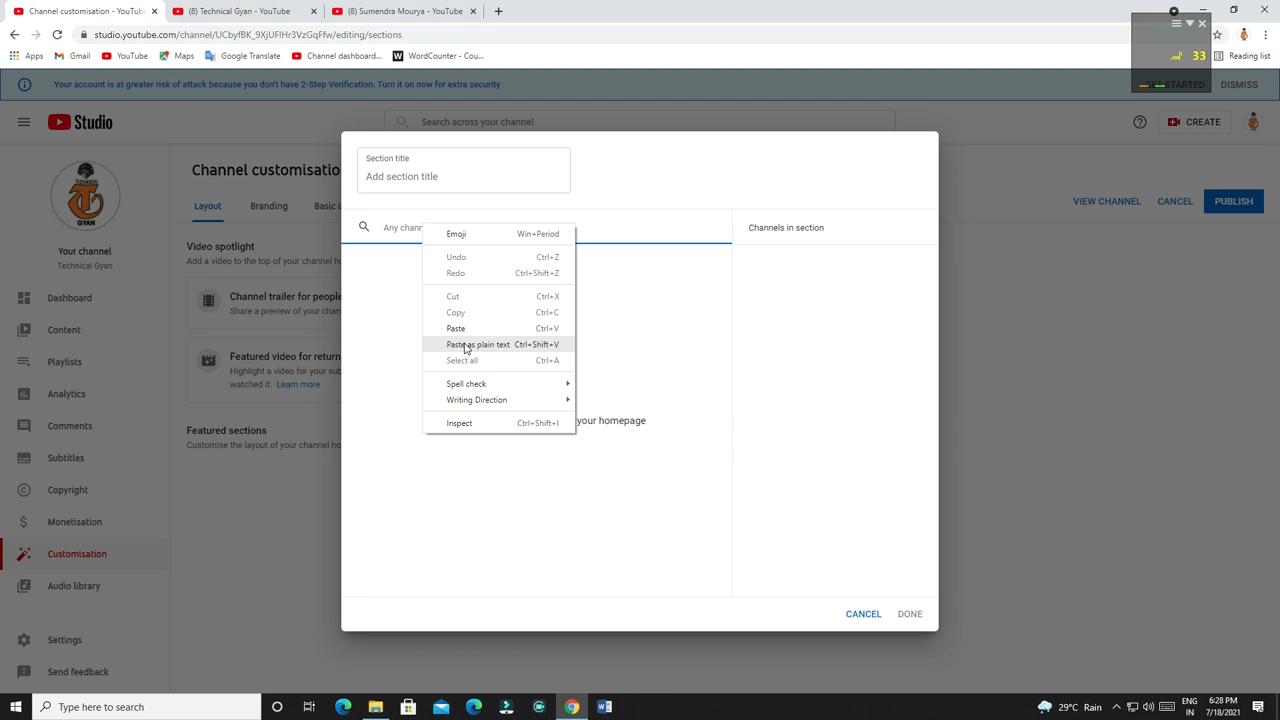 Customisation - YouTube
(8) Technical Gyan - YouTube
(8) Sumendra Mourya - YouTube
studio.youtube.com/channel/UCbyfBK_9XjUFIHr3VzGqFfw/editing/sections
Apps
Gmail
YouTube
Maps
Google Translate
Channel dashboard...
WordCounter - Cou...
33
Reading list
Your account is at greater risk of attack because you don't have 2-Step Verification. Turn it on now for extra security
GET STARTED
DISMISS
Studio
Search across your channel
CREATE
TECHNICAL
GYAN
Your channel
Technical Gyan
Dashboard
Content
Playlists
Analytics
Comments
Subtitles
Copyright
Monetisation
Customisation
Audio library
Settings
Send feedback
Channel customisatio
Layout
Branding
Basic i
VIEW CHANNEL
CANCEL
PUBLISH
Video spotlight
Add a video to the top of your channel h
Channel trailer for people
Share a preview of your chan
Featured video for return
Highlight a video for your sub
watched it. Learn more
Featured sections
Customise the layout of your channel ho
Section title
Add section title
Any chann
Channels in section
Emoji Win+Period
Undo Ctrl+Z
Redo Ctrl+Shift+Z
Cut Ctrl+X
Copy Ctrl+C
Paste Ctrl+V
Paste as plain text Ctrl+Shift+V
Select all Ctrl+A
Spell check
Writing Direction
Inspect Ctrl+Shift+I
your homepage
CANCEL
DONE
Type here to search
29°C Rain
ENG
IN
6:28 PM
7/18/2021